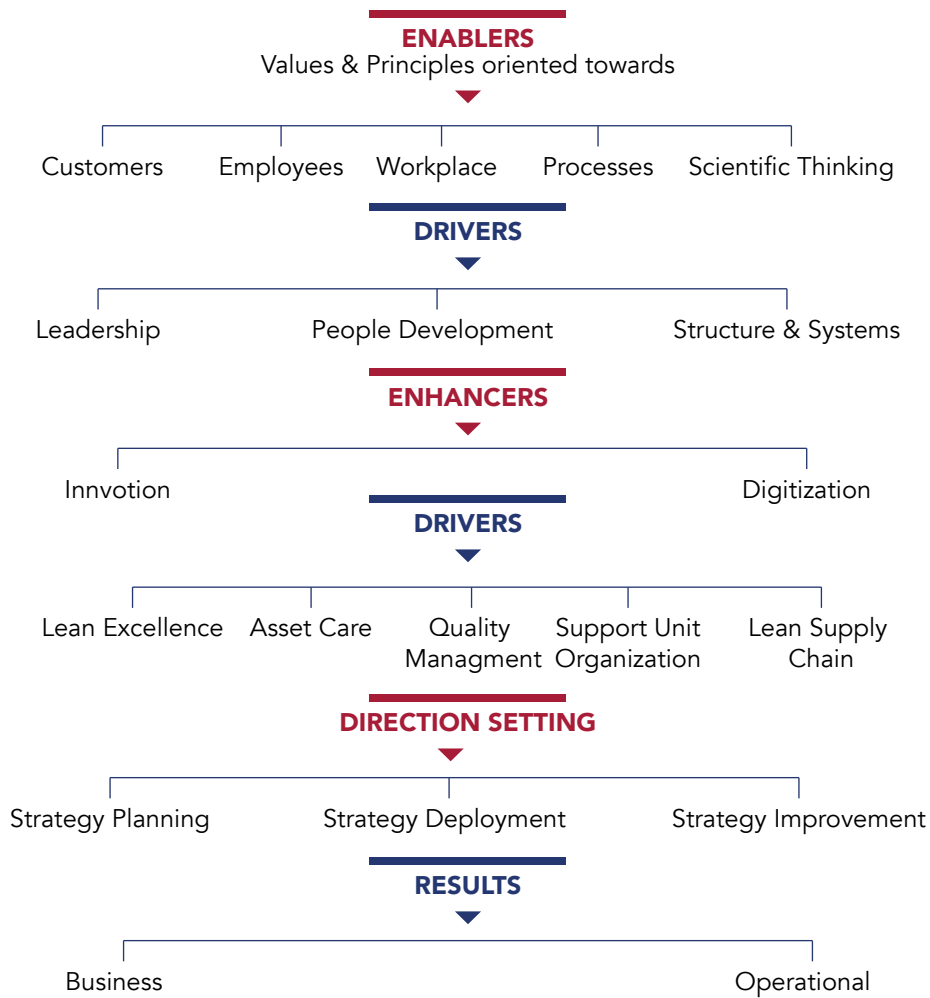 ENABLERS
Values & Principles oriented towards
Customers Employees Workplace Processes Scientific Thinking
DRIVERS
Leadership People Development Structure & Systems
ENHANCERS
Innvotion Digitization
DRIVERS
Lean Excellence Asset Care Quality Support Unit Lean Supply
Managment Organization Chain
DIRECTION SETTING
Strategy Planning Strategy Deployment Strategy Improvement
RESULTS
Business Operational